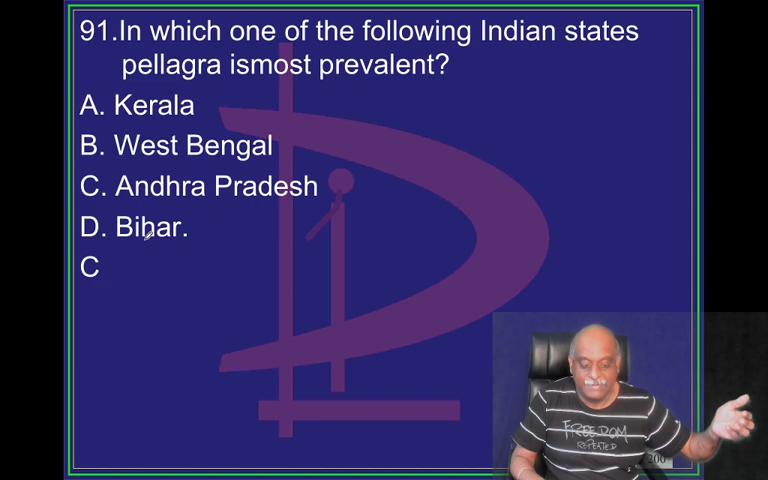 91.In which one of the following Indian states
pellagra ismost prevalent?
A. Kerala
B. West Bengal
C. Andhra Pradesh
D. Bihar.
C
FREEDOM
REPEATED
200